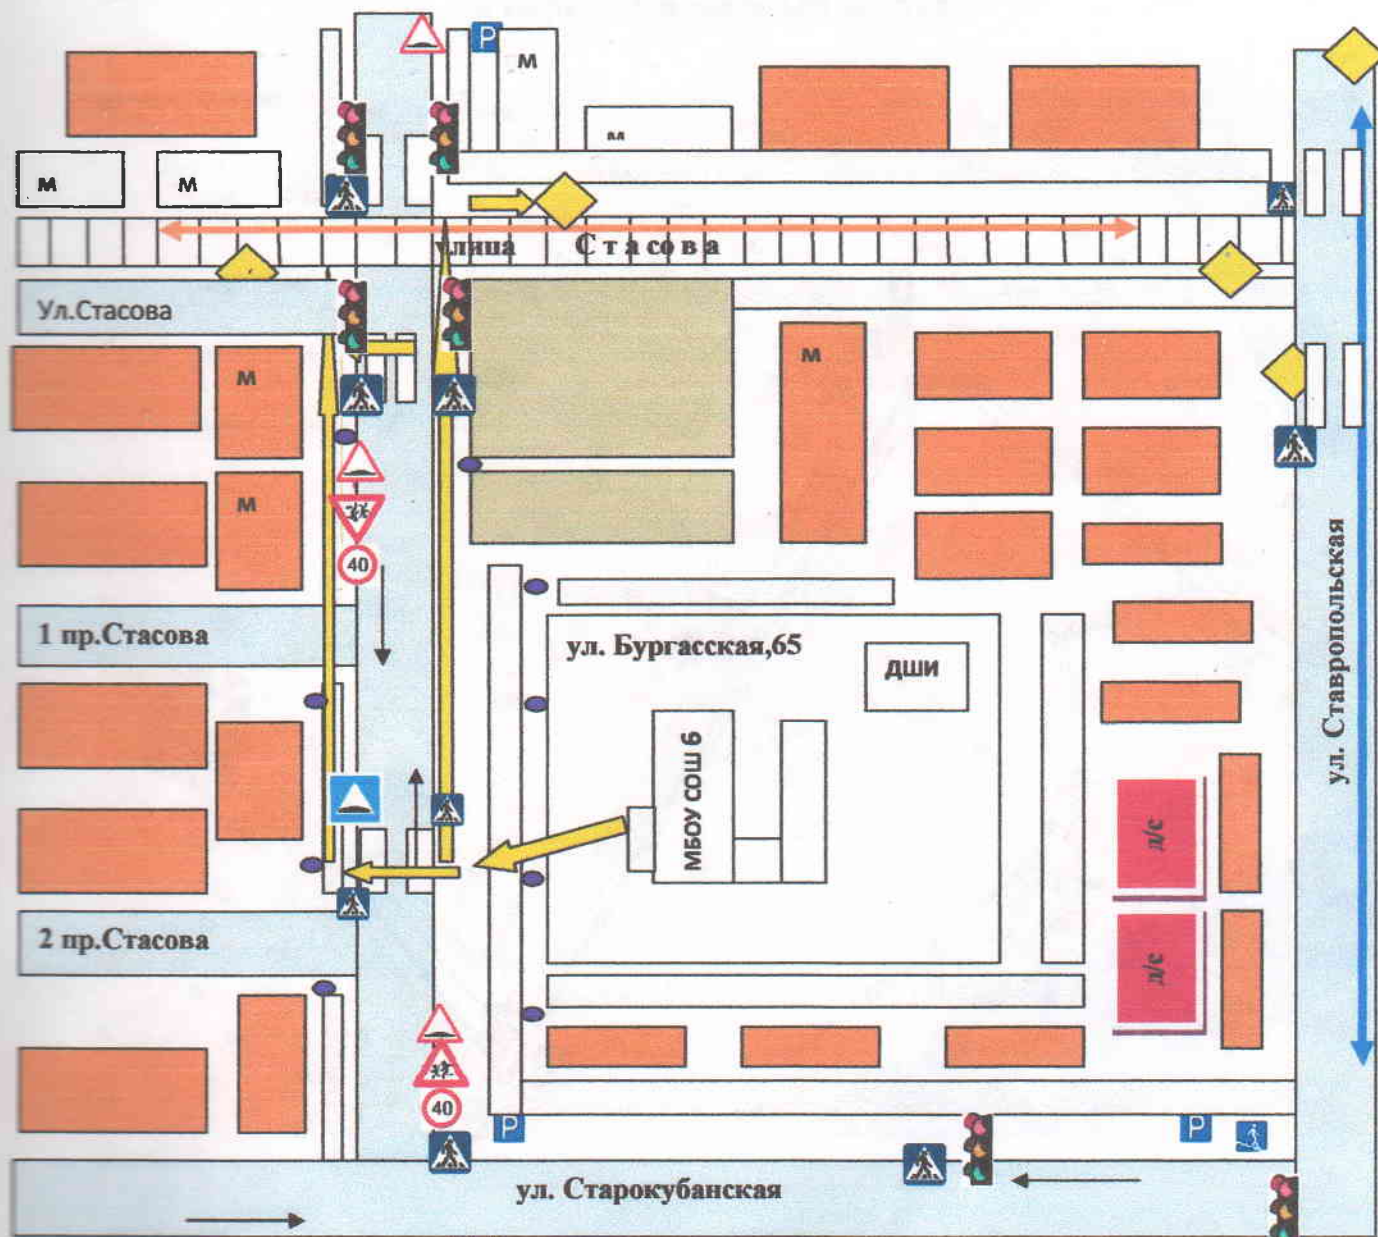 P
М
М
М
улица Стасова
Ул.Стасова
М
М
М
40
1 пр.Стасова
ул. Бургасская,65
ДШИ
ул. Ставропольская
МБОУ СОШ 6
д/с
2 пр.Стасова
д/с
40
P
P
ул. Старокубанская